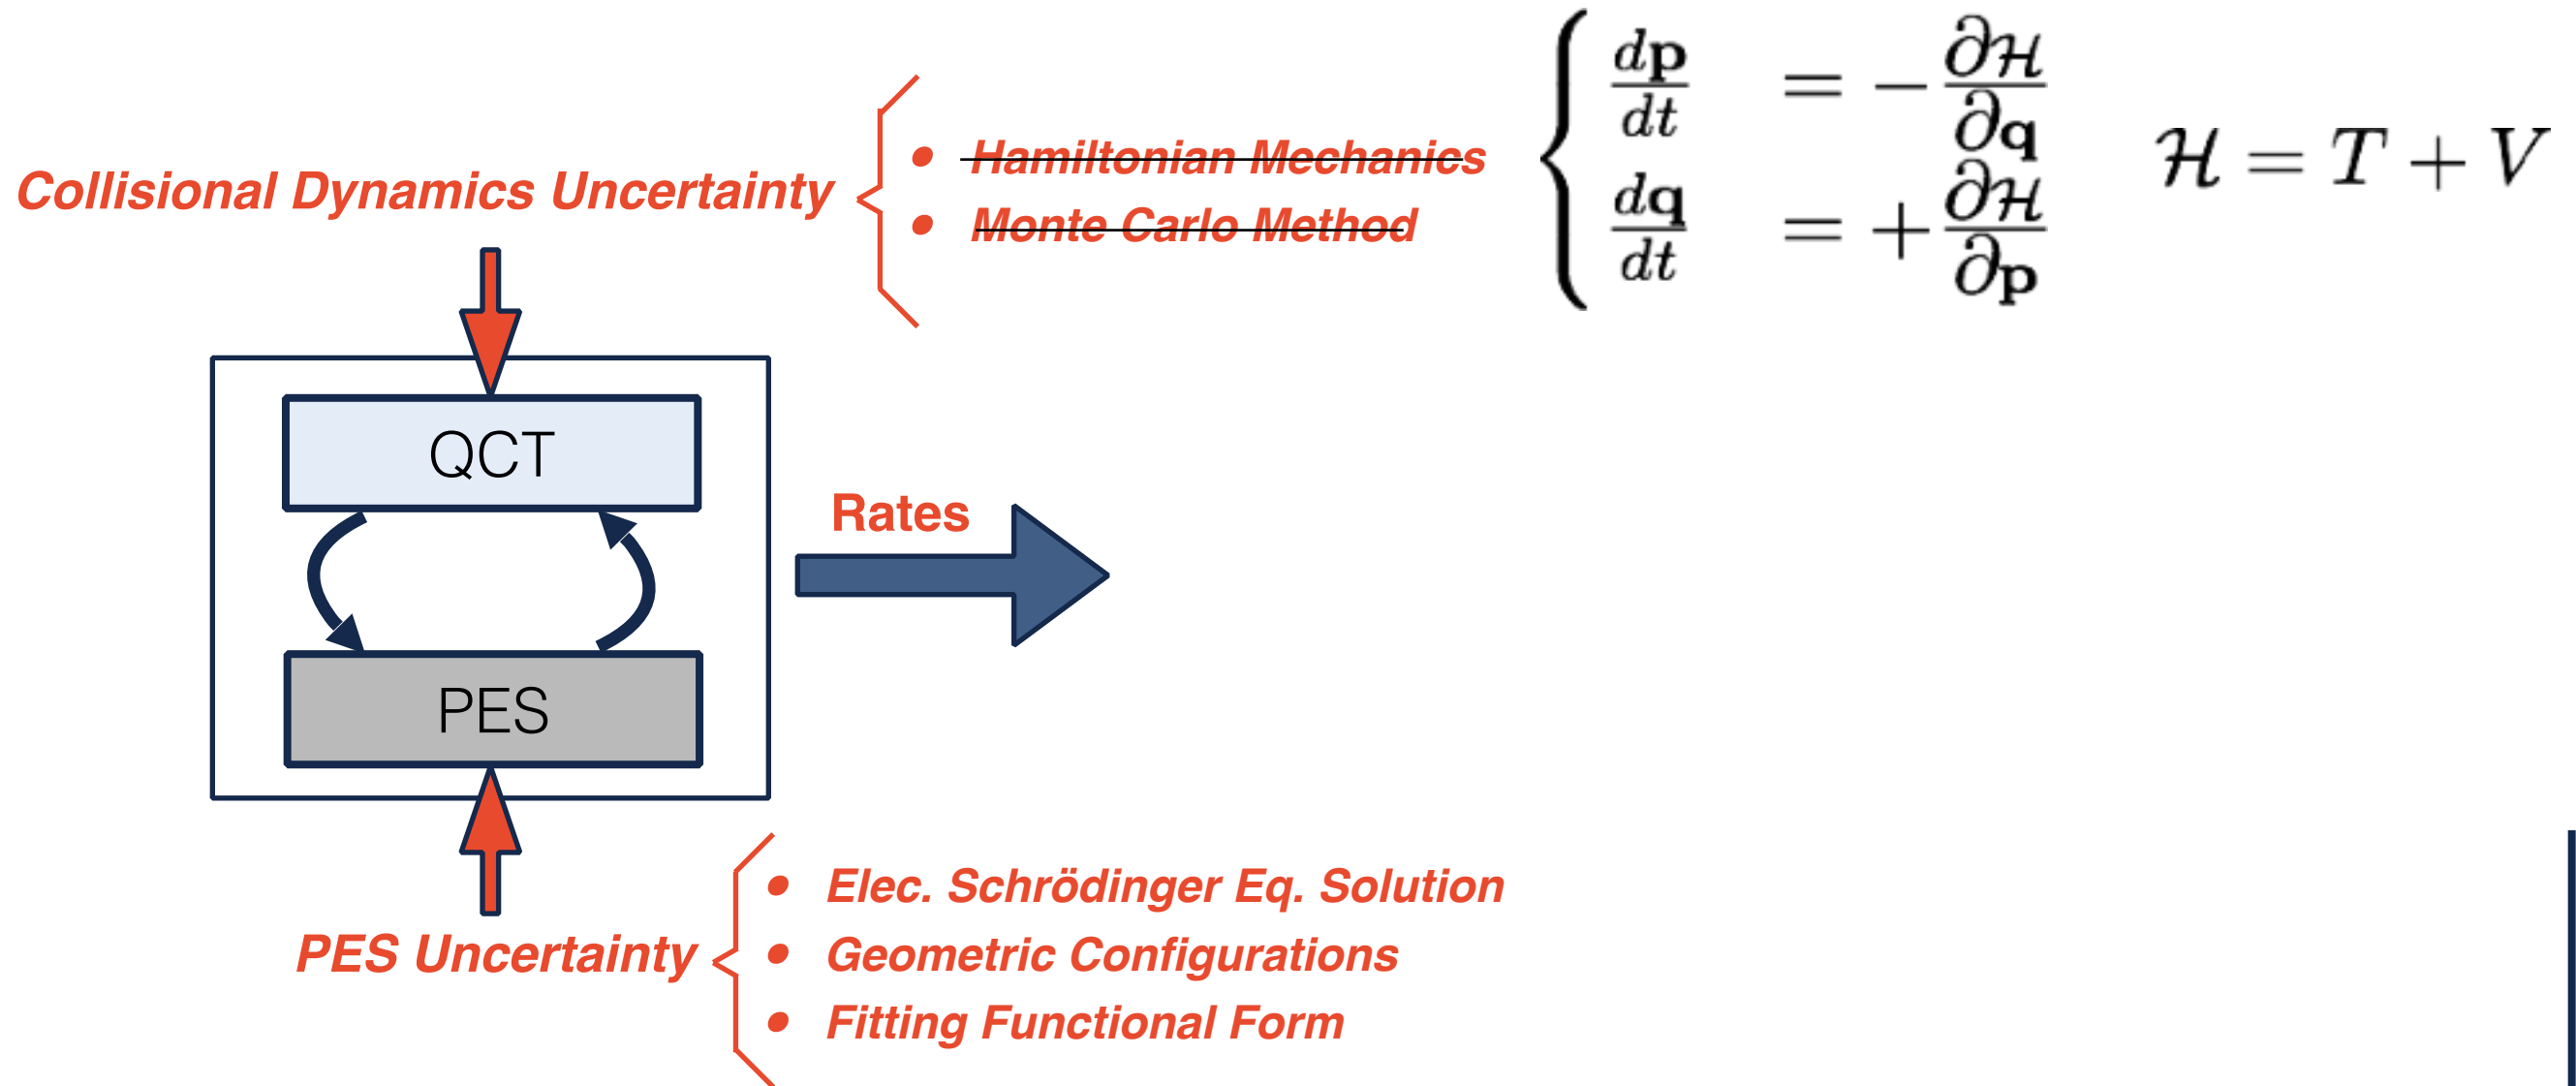 Collisional Dynamics Uncertainty
• Hamiltonian Mechanics
• Monte Carlo Method
dp/dt = − ∂ℋ/∂q
dq/dt = + ∂ℋ/∂p
ℋ = T + V
QCT
Rates
PES
PES Uncertainty
• Elec. Schrödinger Eq. Solution
• Geometric Configurations
• Fitting Functional Form